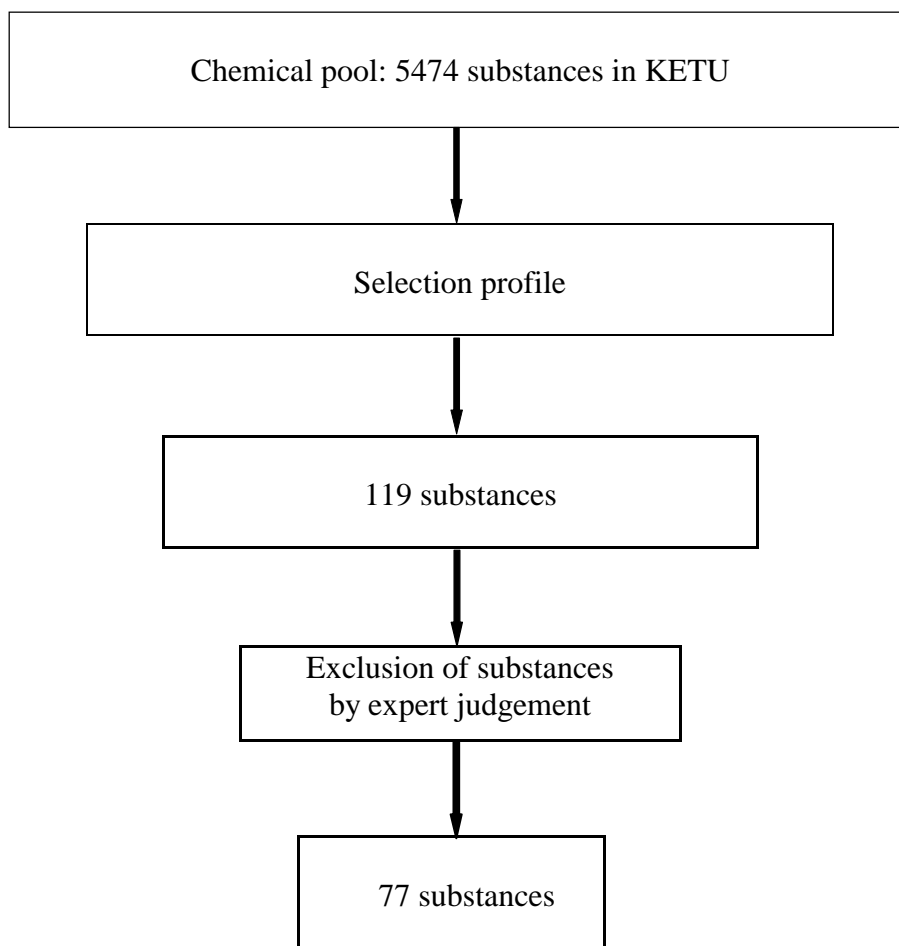 Chemical pool: 5474 substances in KETU
Selection profile
119 substances
Exclusion of substances
by expert judgement
77 substances